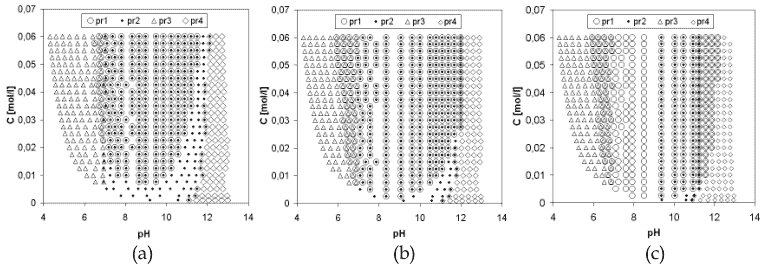 0,07
○ pr1 • pr2 △ pr3 ◇ pr4
0,06
0,05
0,04
0,03
0,02
0,01
0
C [mol/l]
4 6 8 10 12 14
pH
(a)
0,07
○ pr1 • pr2 △ pr3 ◇ pr4
0,06
0,05
0,04
0,03
0,02
0,01
0,00
C [mol/l]
4 6 8 10 12 14
pH
(b)
0,07
○ pr1 • pr2 △ pr3 ◇ pr4
0,06
0,05
0,04
0,03
0,02
0,01
0,00
C [mol/l]
4 6 8 10 12 14
pH
(c)